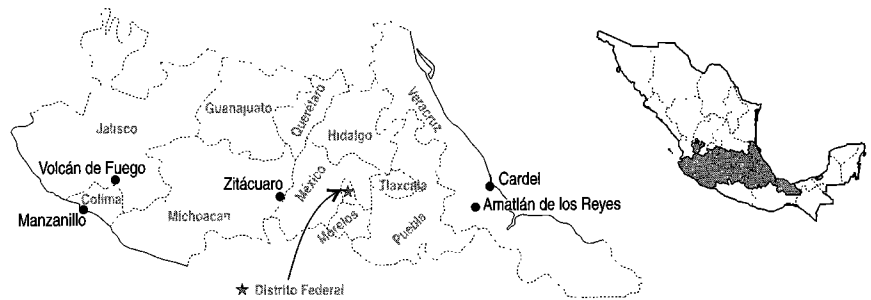 Guanajuato
Querétaro
Veracruz
Jalisco
Hidalgo
Volcán de Fuego
Zitácuaro
México
Tlaxcala
Cardel
Colima
Amatlán de los Reyes
Manzanillo
Michoacan
Morelos
Puebla
Distrito Federal